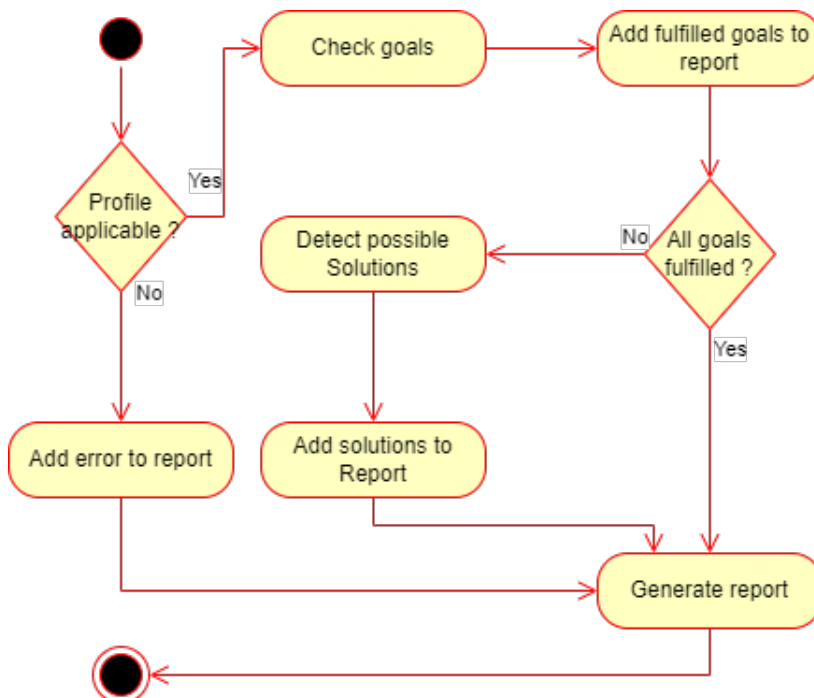 Check goals
Add fulfilled goals to
report
Yes
Profile
applicable ?
No
Detect possible
Solutions
No
All goals
fulfilled ?
Yes
Add error to report
Add solutions to
Report
Generate report